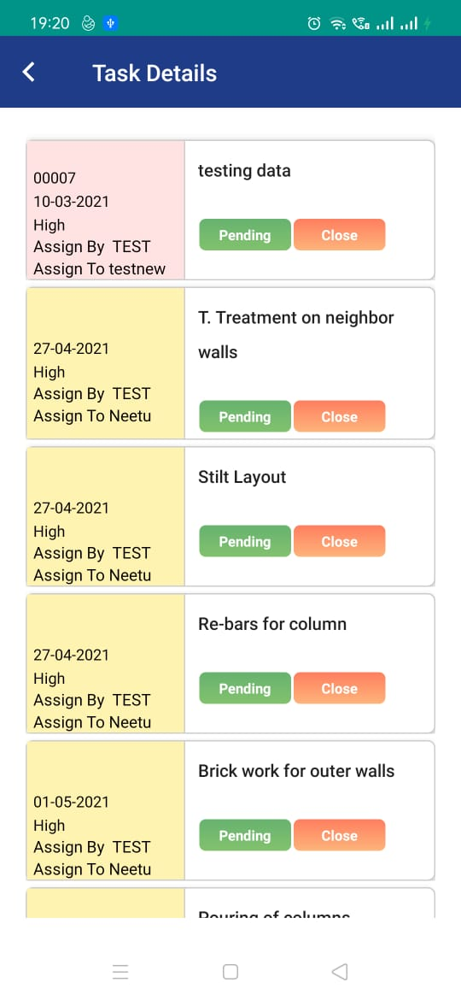 19:20
Task Details
00007
10-03-2021
High
Assign By TEST
Assign To testnew
testing data
Pending Close
27-04-2021
High
Assign By TEST
Assign To Neetu
T. Treatment on neighbor
walls
Pending Close
27-04-2021
High
Assign By TEST
Assign To Neetu
Stilt Layout
Pending Close
27-04-2021
High
Assign By TEST
Assign To Neetu
Re-bars for column
Pending Close
01-05-2021
High
Assign By TEST
Assign To Neetu
Brick work for outer walls
Pending Close
Pouring of columns